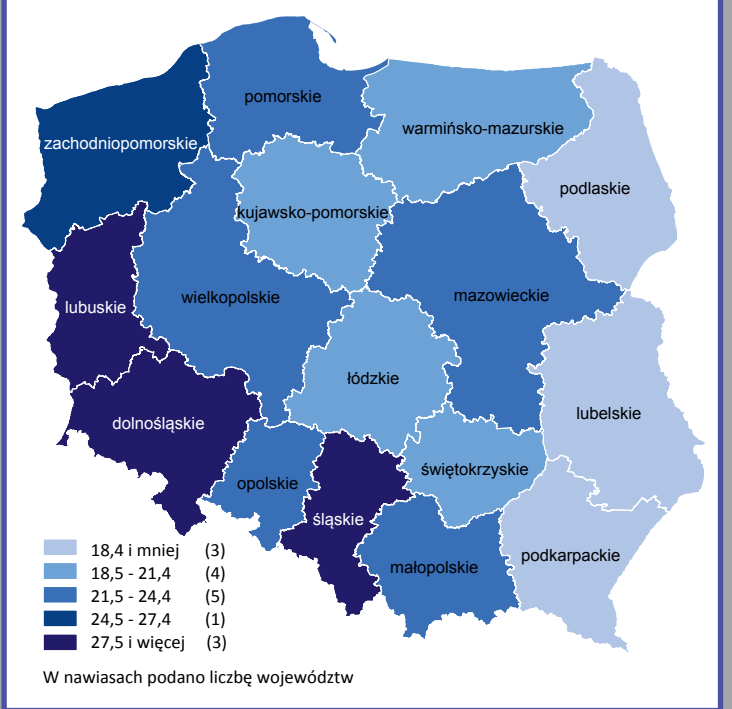 pomorskie
warmińsko-mazurskie
zachodniopomorskie
podlaskie
kujawsko-pomorskie
wielkopolskie
mazowieckie
lubuskie
łódzkie
lubelskie
dolnośląskie
świętokrzyskie
opolskie
śląskie
podkarpackie
małopolskie
18,4 i mniej (3)
18,5 - 21,4 (4)
21,5 - 24,4 (5)
24,5 - 27,4 (1)
27,5 i więcej (3)
W nawiasach podano liczbę województw